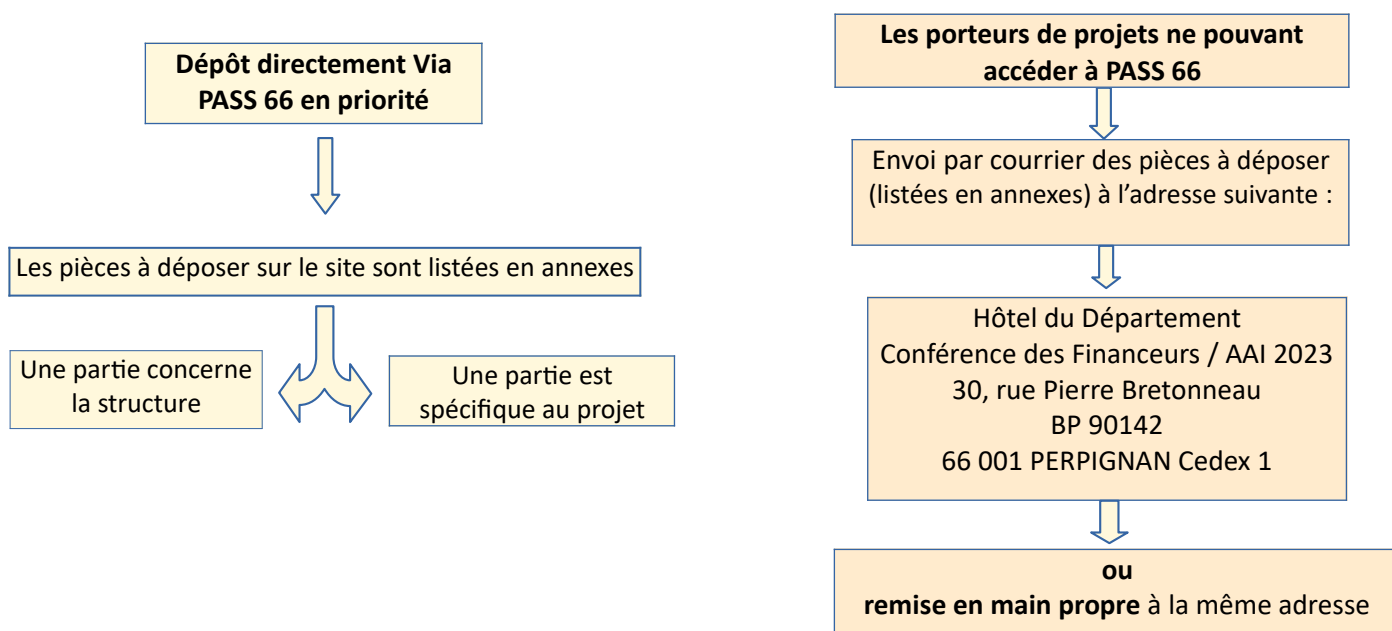 Dépôt directement Via
PASS 66 en priorité
Les pièces à déposer sur le site sont listées en annexes
Une partie concerne
la structure
Une partie est
spécifique au projet
Les porteurs de projets ne pouvant
accéder à PASS 66
Envoi par courrier des pièces à déposer
(listées en annexes) à l’adresse suivante :
Hôtel du Département
Conférence des Financeurs / AAI 2023
30, rue Pierre Bretonneau
BP 90142
66 001 PERPIGNAN Cedex 1
ou
remise en main propre à la même adresse